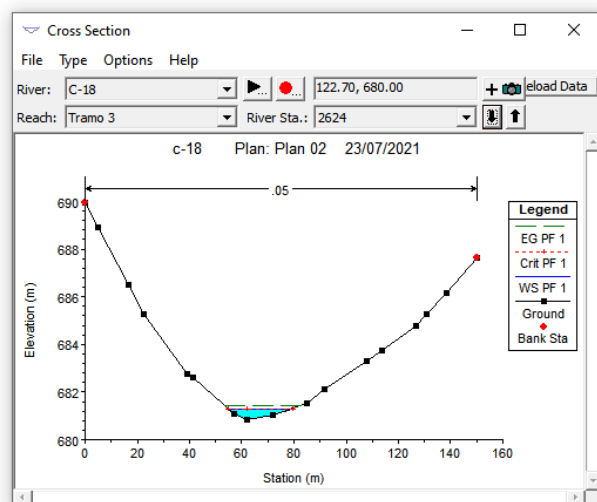 Cross Section
File Type Options Help
River: C-18 122.70, 680.00 eload Data
Reach: Tramo 3 River Sta.: 2624
c-18 Plan: Plan 02 23/07/2021
.05
690
688
686
684
682
680
0 20 40 60 80 100 120 140 160
Elevation (m)
Station (m)
Legend
EG PF 1
Crit PF 1
WS PF 1
Ground
Bank Sta